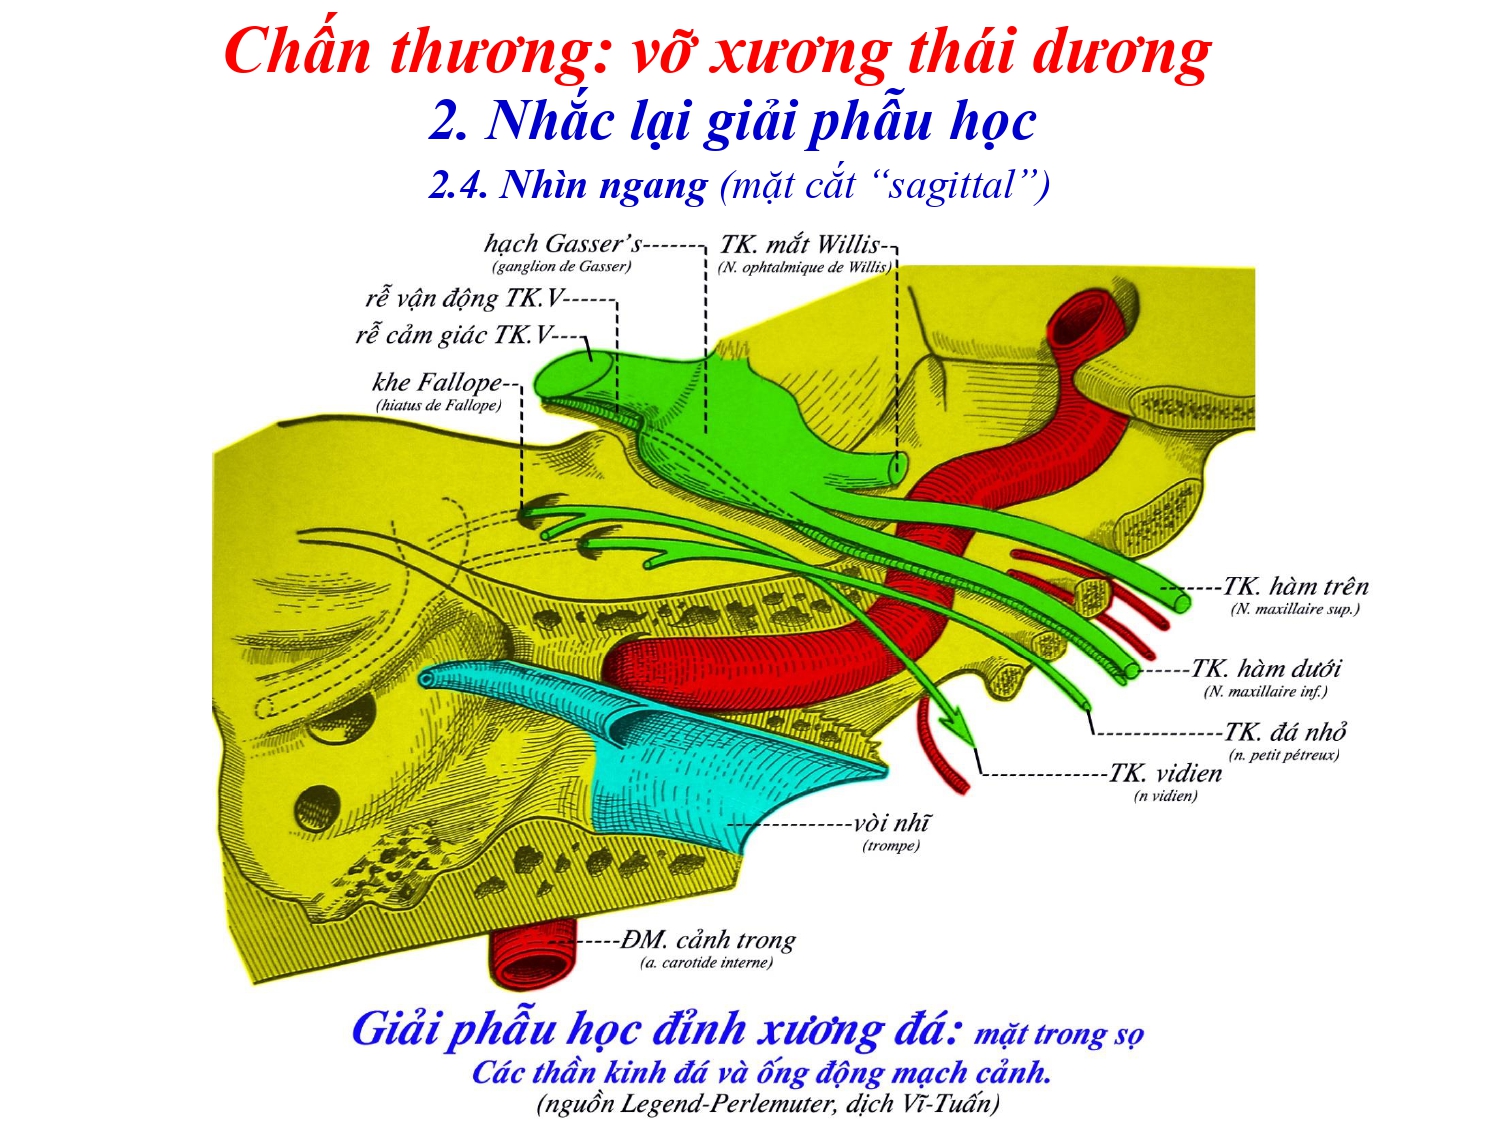 Chấn thương: vỡ xương thái dương
2. Nhắc lại giải phẫu học
2.4. Nhìn ngang (mặt cắt “sagittal”)
hạch Gasser’s
(ganglion de Gasser)
TK. mắt Willis
(N. ophtalmique de Willis)
rễ vận động TK.V
rễ cảm giác TK.V
khe Fallope
(hiatus de Fallope)
TK. hàm trên
(N. maxillaire sup.)
TK. hàm dưới
(N. maxillaire inf.)
TK. đá nhỏ
(n. petit pétreux)
TK. vidien
(n vidien)
vòi nhĩ
(trompe)
ĐM. cảnh trong
(a. carotide interne)
Giải phẫu học đỉnh xương đá: mặt trong sọ
Các thần kinh đá và ống động mạch cảnh.
(nguồn Legend-Perlemuter, dịch Vĩ-Tuấn)